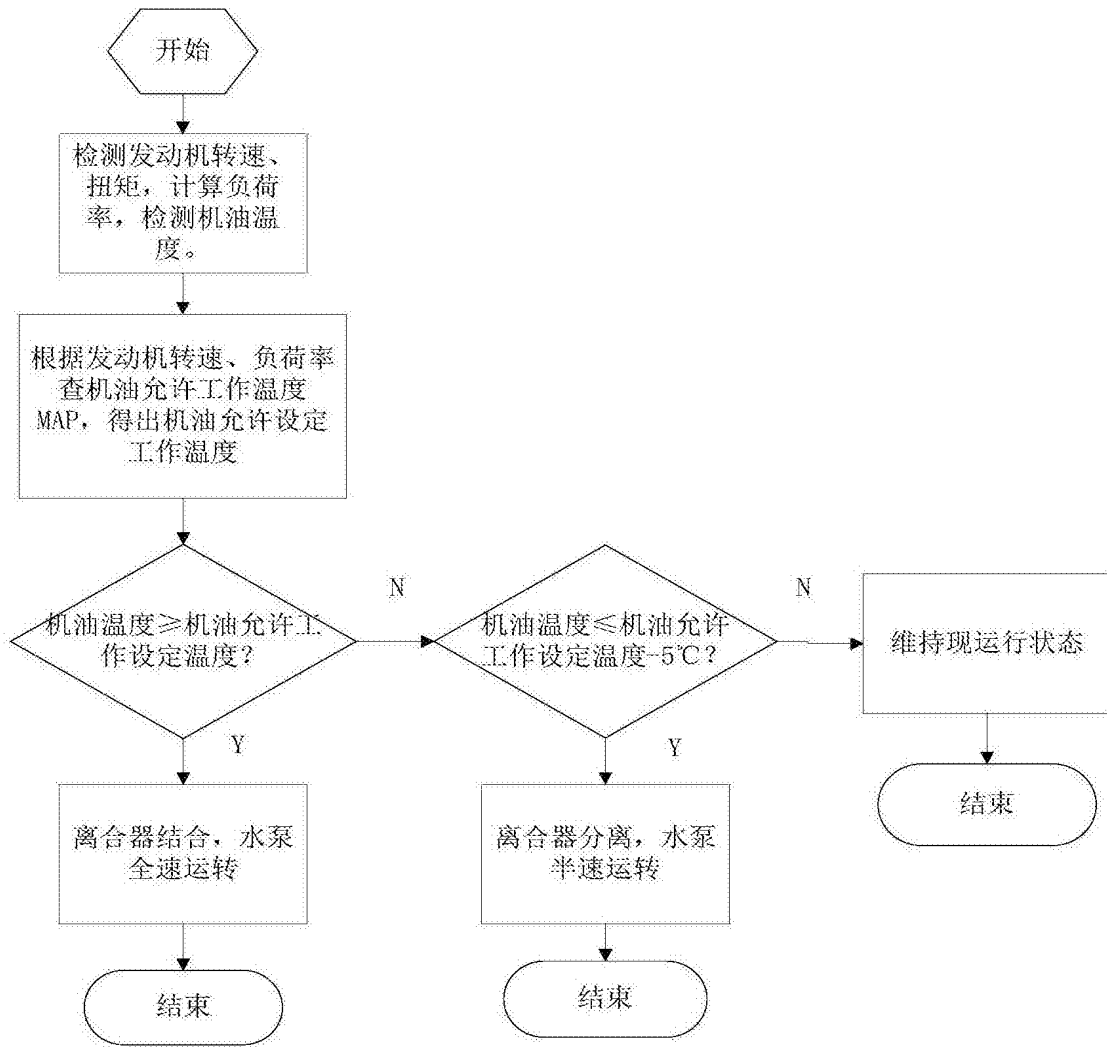 开始
检测发动机转速、
扭矩，计算负荷
率，检测机油温
度。
根据发动机转速、负荷率
查机油允许工作温度
MAP，得出机油允许设定
工作温度
机油温度≥机油允许工
作设定温度？
N
机油温度≤机油允许
工作设定温度-5℃？
N
维持现运行状态
Y
Y
离合器结合，水泵
全速运转
离合器分离，水泵
半速运转
结束
结束
结束